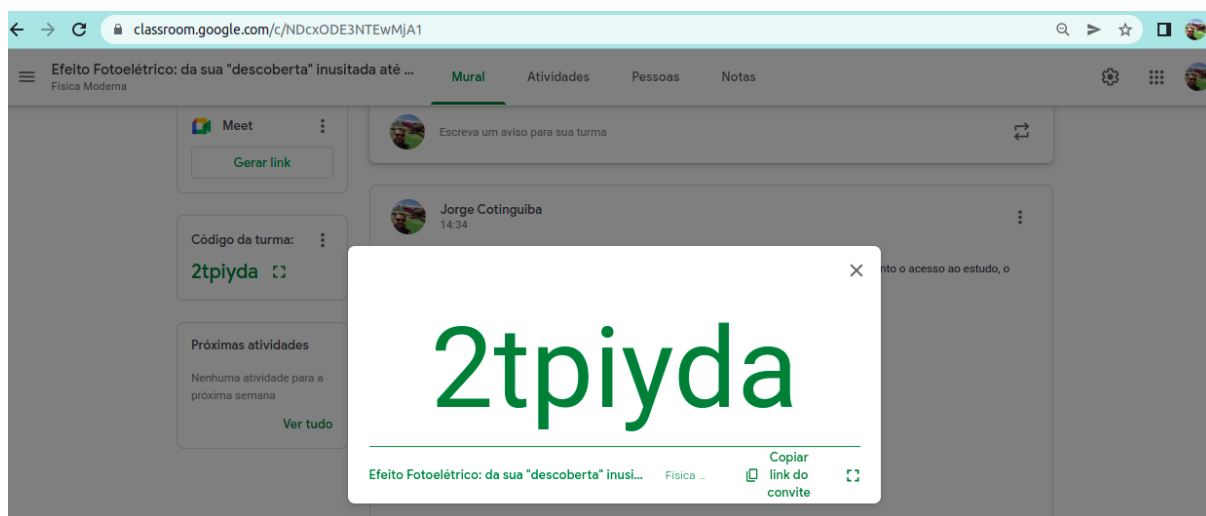 classroom.google.com/c/NDcxODE3NTEwMjA1
Efeito Fotoelétrico: da sua "descoberta" inusitada até ...
Física Moderna
Mural
Atividades
Pessoas
Notas
Meet
Gerar link
Escreva um aviso para sua turma
Jorge Cotinguiba
14:34
Código da turma:
2tpiyda
nto o acesso ao estudo, o
Próximas atividades
Nenhuma atividade para a
próxima semana
Ver tudo
2tpiyda
Efeito Fotoelétrico: da sua "descoberta" inusi...
Física ...
Copiar
link do
convite